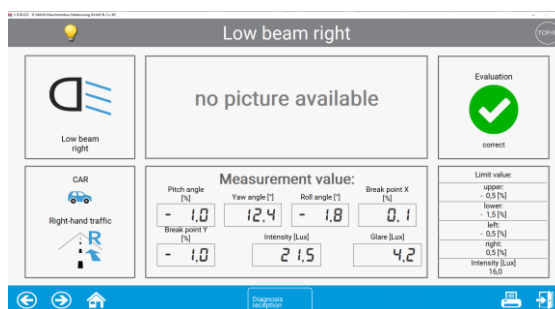 Low beam right
TOPIX
Low beam
right
no picture available
Evaluation
correct
CAR
Right-hand traffic
R
Measurement value:
Pitch angle
[%]
Yaw angle [°]
Roll angle [°]
Break point X
[%]
- 1,0
12,4
- 1,8
0,1
Break point Y
[%]
Intensity [Lux]
Glare [Lux]
- 1,0
21,5
4,2
Limit value:
upper:
- 0,5 [%]
lower:
- 1,5 [%]
left:
- 0,5 [%]
right:
0,5 [%]
Intensity [Lux]
16,0
Diagnosis
reception